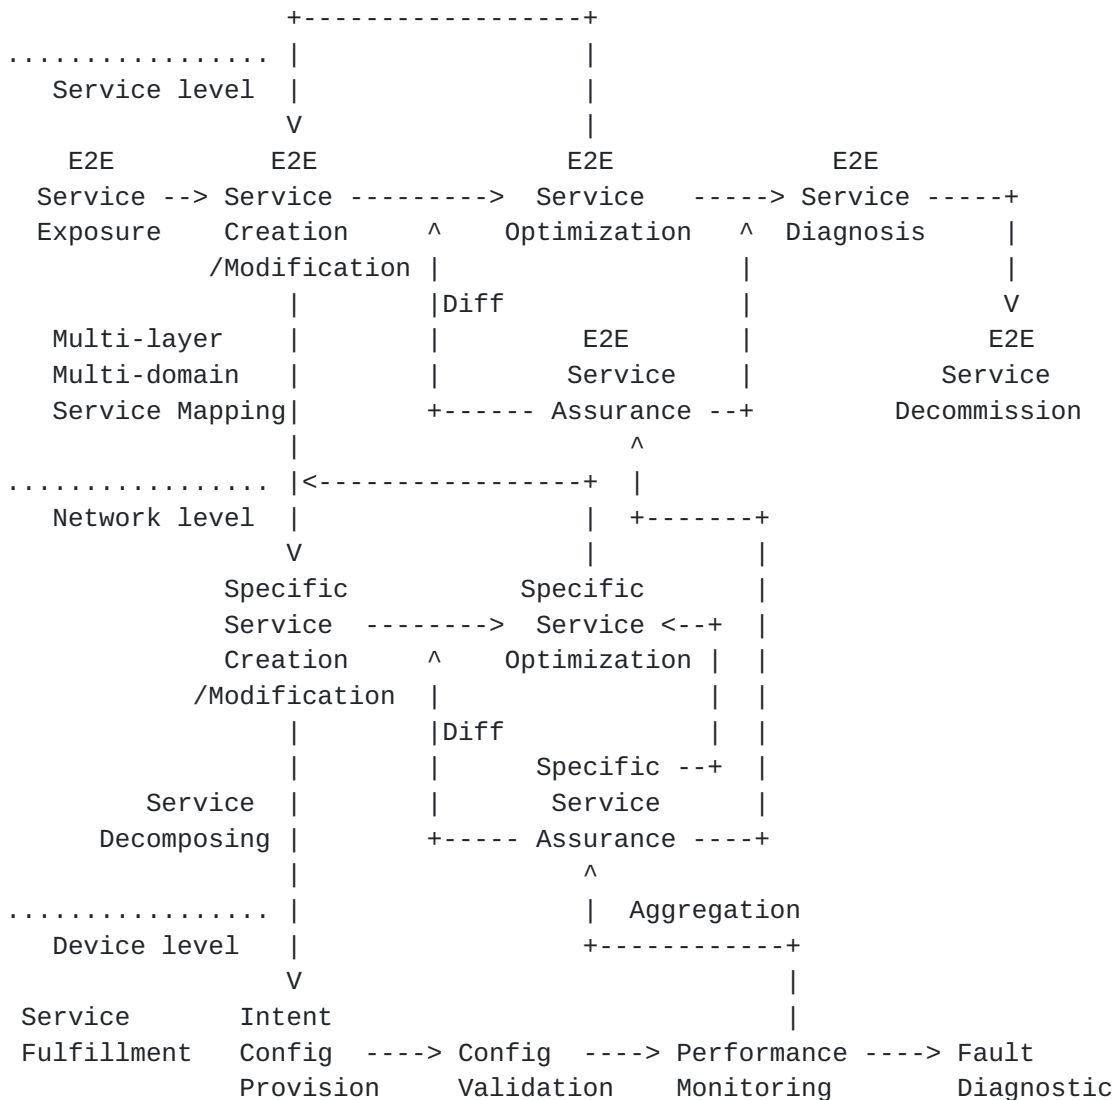 +------------------+
................. |                  |
   Service level  |                  |
                  V                  |
    E2E          E2E                E2E              E2E
  Service --> Service --------->  Service   -----> Service -----+
  Exposure    Creation     ^    Optimization   ^  Diagnosis     |
             /Modification |                   |                |
                  |        |Diff               |                V
   Multi-layer    |        |         E2E       |               E2E
   Multi-domain   |        |        Service    |            Service
   Service Mapping|        +------ Assurance --+         Decommission
                  |                     ^
................. |<-----------------+  |
   Network level  |                  |  +-------+
                  V                  |          |
              Specific           Specific       |
              Service  -------->  Service <--+  |
              Creation     ^    Optimization |  |
            /Modification  |                 |  |
                  |        |Diff             |  |
                  |        |      Specific --+  |
         Service  |        |       Service      |
      Decomposing |        +----- Assurance ----+
                  |                  ^
................. |                  |  Aggregation
   Device level   |                  +------------+
                  V                               |
 Service       Intent                             |
 Fulfillment   Config  ----> Config  ----> Performance ----> Fault
               Provision     Validation    Monitoring        Diagnostic